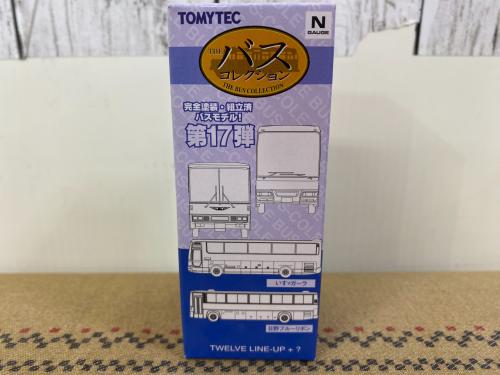 TOMYTEC
N
GAUGE
THE
バス
コレクション
THE BUS COLLECTION
完全塗装・組立済
バスモデル!
第17弾
いすゞガーラ
日野ブルーリボン
TWELVE LINE-UP + ?